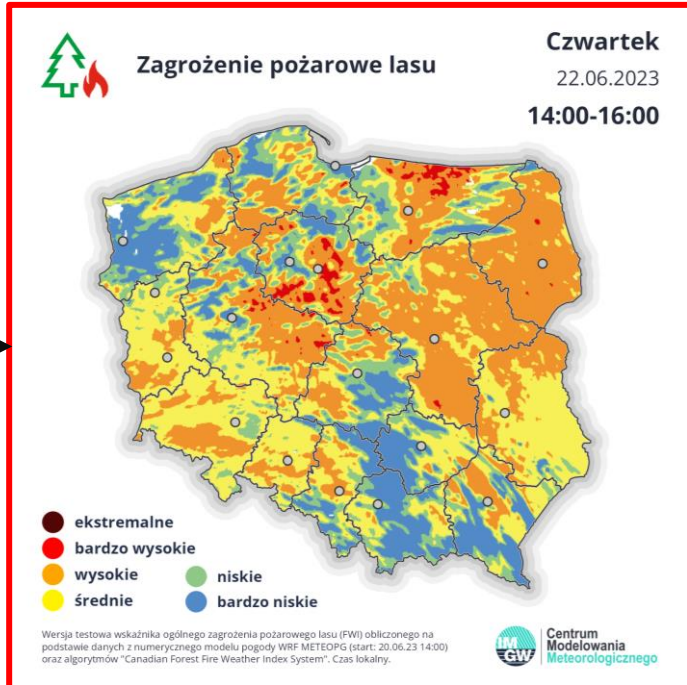 Zagrożenie pożarowe lasu
Czwartek
22.06.2023
14:00-16:00
ekstremalne
bardzo wysokie
wysokie
średnie
niskie
bardzo niskie
Wersja testowa wskaźnika ogólnego zagrożenia pożarowego lasu (FWI) obliczonego na
podstawie danych z numerycznego modelu pogody WRF METEOPG (start: 20.06.23 14:00)
oraz algorytmów "Canadian Forest Fire Weather Index System". Czas lokalny.
IM
GW
Centrum
Modelowania
Meteorologicznego